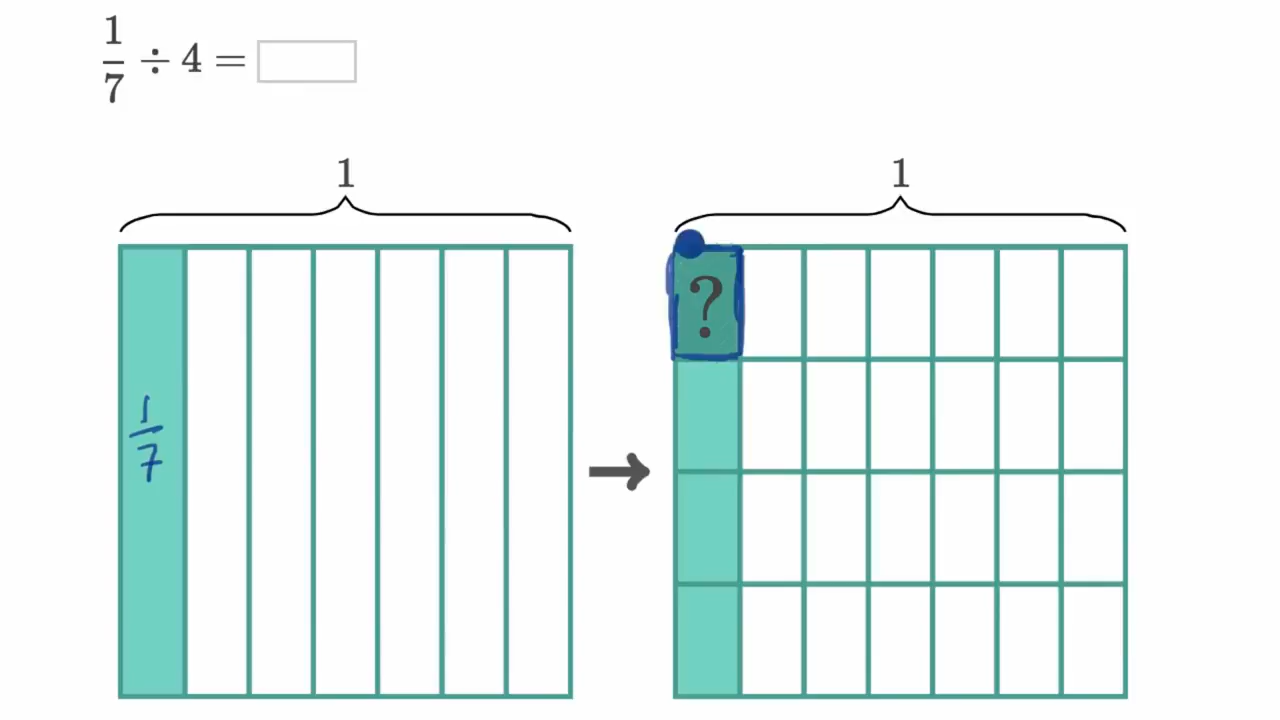 1/7 ÷ 4 =
1
1
?
1/7